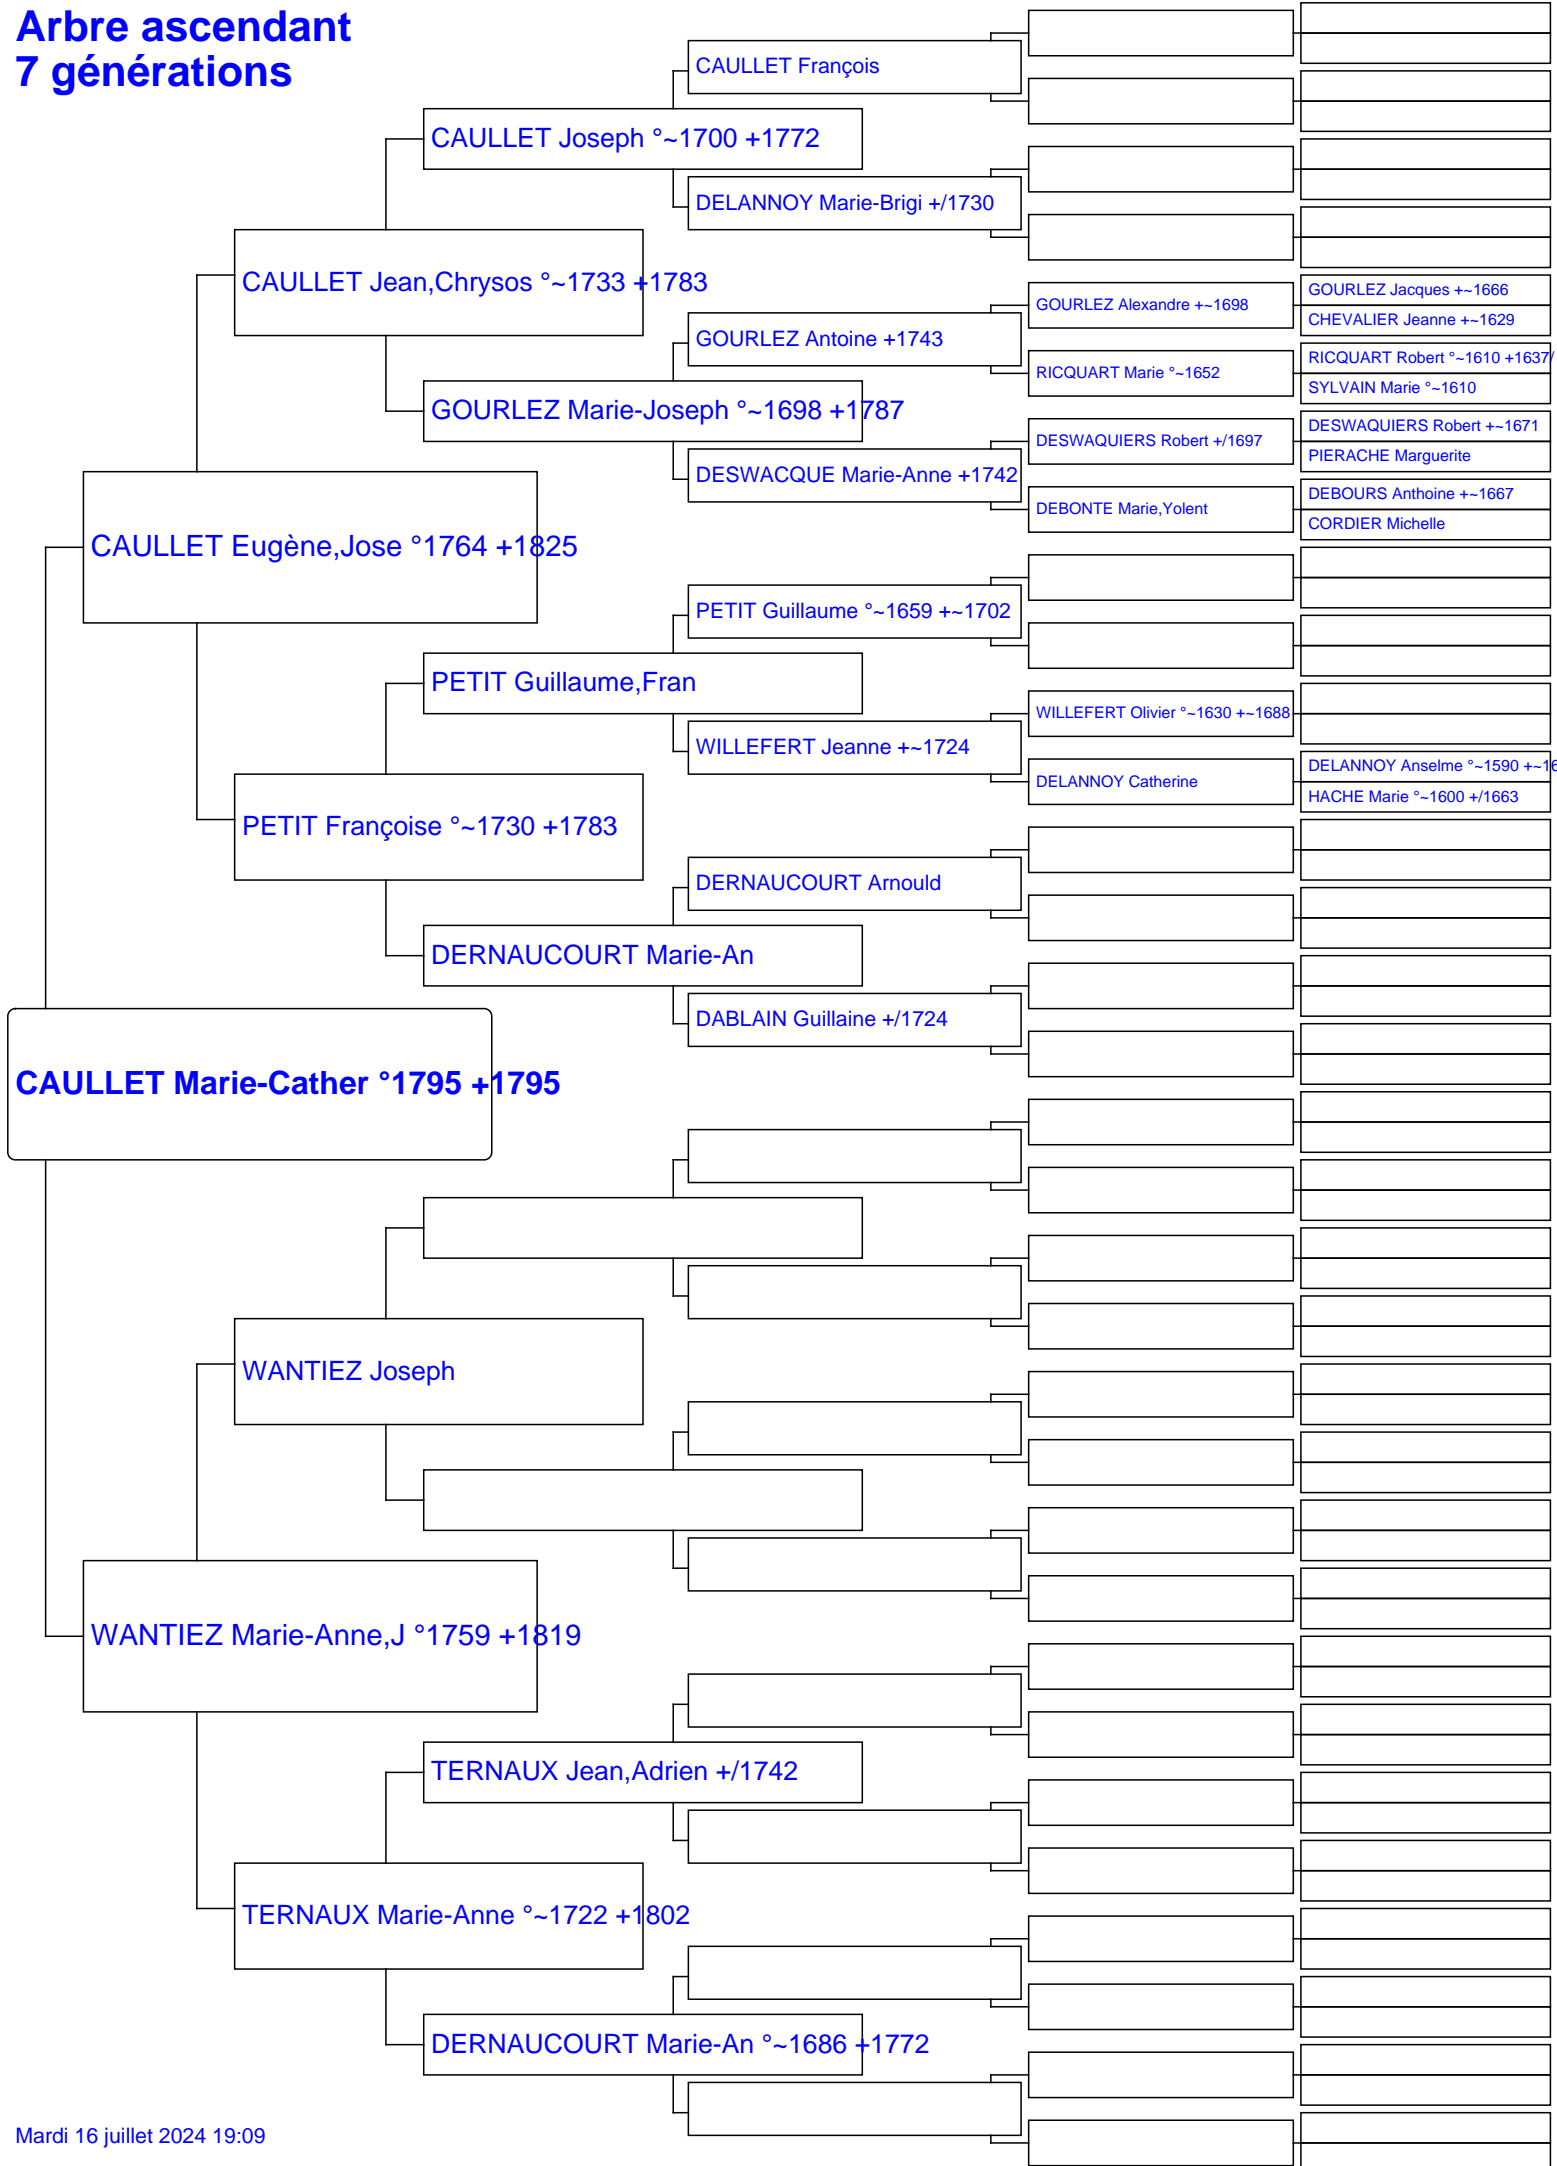 Arbre ascendant
7 générations
CAULLET François
CAULLET Joseph °~1700 +1772
DELANNOY Marie-Brigi +/1730
CAULLET Jean,Chrysos °~1733 +1783
GOURLEZ Jacques +~1666
GOURLEZ Alexandre +~1698
CHEVALIER Jeanne +~1629
GOURLEZ Antoine +1743
RICQUART Robert °~1610 +1637/
RICQUART Marie °~1652
SYLVAIN Marie °~1610
GOURLEZ Marie-Joseph °~1698 +1787
DESWAQUIERS Robert +~1671
DESWAQUIERS Robert +/1697
PIERACHE Marguerite
DESWACQUE Marie-Anne +1742
DEBOURS Anthoine +~1667
DEBONTE Marie,Yolent
CORDIER Michelle
CAULLET Eugène,Jose °1764 +1825
PETIT Guillaume °~1659 +~1702
PETIT Guillaume,Fran
WILLEFERT Olivier °~1630 +~1688
WILLEFERT Jeanne +~1724
DELANNOY Anselme °~1590 +~16
DELANNOY Catherine
HACHE Marie °~1600 +/1663
PETIT Françoise °~1730 +1783
DERNAUCOURT Arnould
DERNAUCOURT Marie-An
DABLAIN Guillaine +/1724
CAULLET Marie-Cather °1795 +1795
WANTIEZ Joseph
WANTIEZ Marie-Anne,J °1759 +1819
TERNAUX Jean,Adrien +/1742
TERNAUX Marie-Anne °~1722 +1802
DERNAUCOURT Marie-An °~1686 +1772
Mardi 16 juillet 2024 19:09